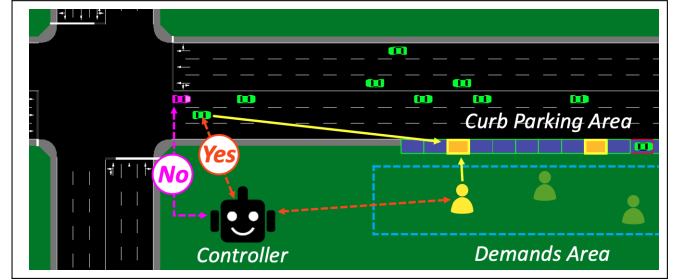 Curb Parking Area
Yes
No
Controller
Demands Area